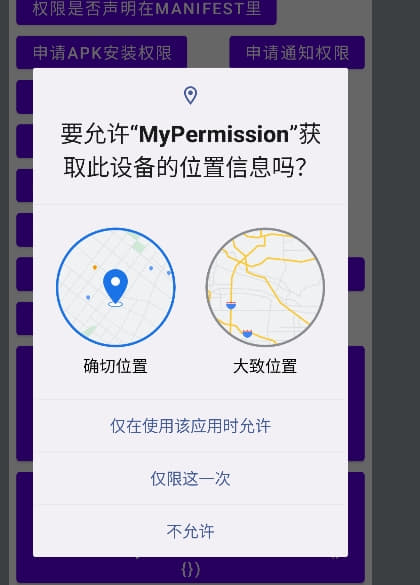 权限是否声明在MANIFEST里
申请APK安装权限
申请通知权限
要允许“MyPermission”获
取此设备的位置信息吗？
确切位置
大致位置
仅在使用该应用时允许
仅限这一次
不允许
{})